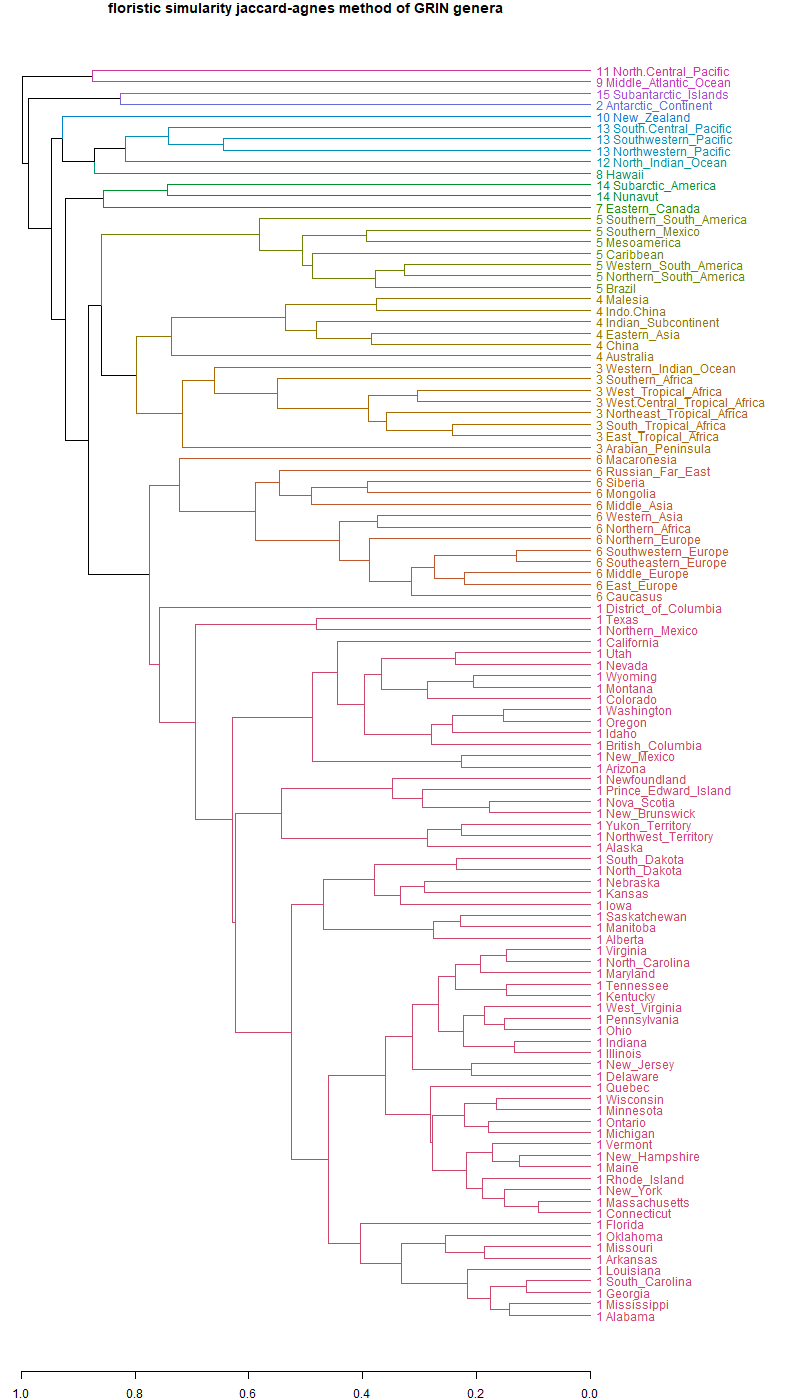 floristic simularity jaccard-agnes method of GRIN genera
11 North.Central_Pacific
9 Middle_Atlantic_Ocean
15 Subantarctic_Islands
2 Antarctic_Continent
10 New_Zealand
13 South.Central_Pacific
13 Southwestern_Pacific
13 Northwestern_Pacific
12 North_Indian_Ocean
8 Hawaii
14 Subarctic_America
14 Nunavut
7 Eastern_Canada
5 Southern_South_America
5 Southern_Mexico
5 Mesoamerica
5 Caribbean
5 Western_South_America
5 Northern_South_America
5 Brazil
4 Malesia
4 Indo.China
4 Indian_Subcontinent
4 Eastern_Asia
4 China
4 Australia
3 Western_Indian_Ocean
3 Southern_Africa
3 West_Tropical_Africa
3 West.Central_Tropical_Africa
3 Northeast_Tropical_Africa
3 South_Tropical_Africa
3 East_Tropical_Africa
3 Arabian_Peninsula
6 Macaronesia
6 Russian_Far_East
6 Siberia
6 Mongolia
6 Middle_Asia
6 Western_Asia
6 Northern_Africa
6 Northern_Europe
6 Southwestern_Europe
6 Southeastern_Europe
6 Middle_Europe
6 East_Europe
6 Caucasus
1 District_of_Columbia
1 Texas
1 Northern_Mexico
1 California
1 Utah
1 Nevada
1 Wyoming
1 Montana
1 Colorado
1 Washington
1 Oregon
1 Idaho
1 British_Columbia
1 New_Mexico
1 Arizona
1 Newfoundland
1 Prince_Edward_Island
1 Nova_Scotia
1 New_Brunswick
1 Yukon_Territory
1 Northwest_Territory
1 Alaska
1 South_Dakota
1 North_Dakota
1 Nebraska
1 Kansas
1 Iowa
1 Saskatchewan
1 Manitoba
1 Alberta
1 Virginia
1 North_Carolina
1 Maryland
1 Tennessee
1 Kentucky
1 West_Virginia
1 Pennsylvania
1 Ohio
1 Indiana
1 Illinois
1 New_Jersey
1 Delaware
1 Quebec
1 Wisconsin
1 Minnesota
1 Ontario
1 Michigan
1 Vermont
1 New_Hampshire
1 Maine
1 Rhode_Island
1 New_York
1 Massachusetts
1 Connecticut
1 Florida
1 Oklahoma
1 Missouri
1 Arkansas
1 Louisiana
1 South_Carolina
1 Georgia
1 Mississippi
1 Alabama
1.0 0.8 0.6 0.4 0.2 0.0